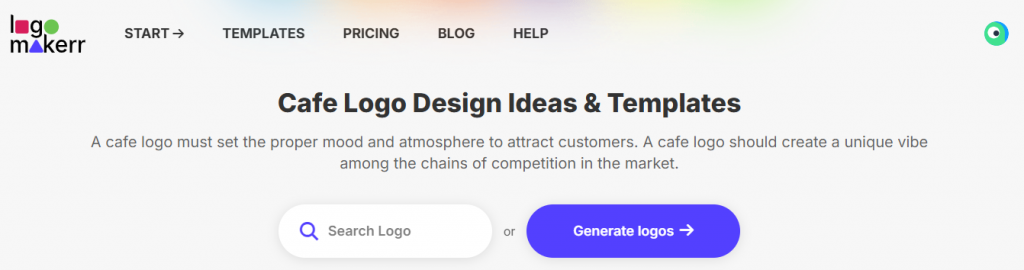 logo
makerr
START → TEMPLATES PRICING BLOG HELP
Cafe Logo Design Ideas & Templates
A cafe logo must set the proper mood and atmosphere to attract customers. A cafe logo should create a unique vibe
among the chains of competition in the market.
Search Logo or Generate logos →